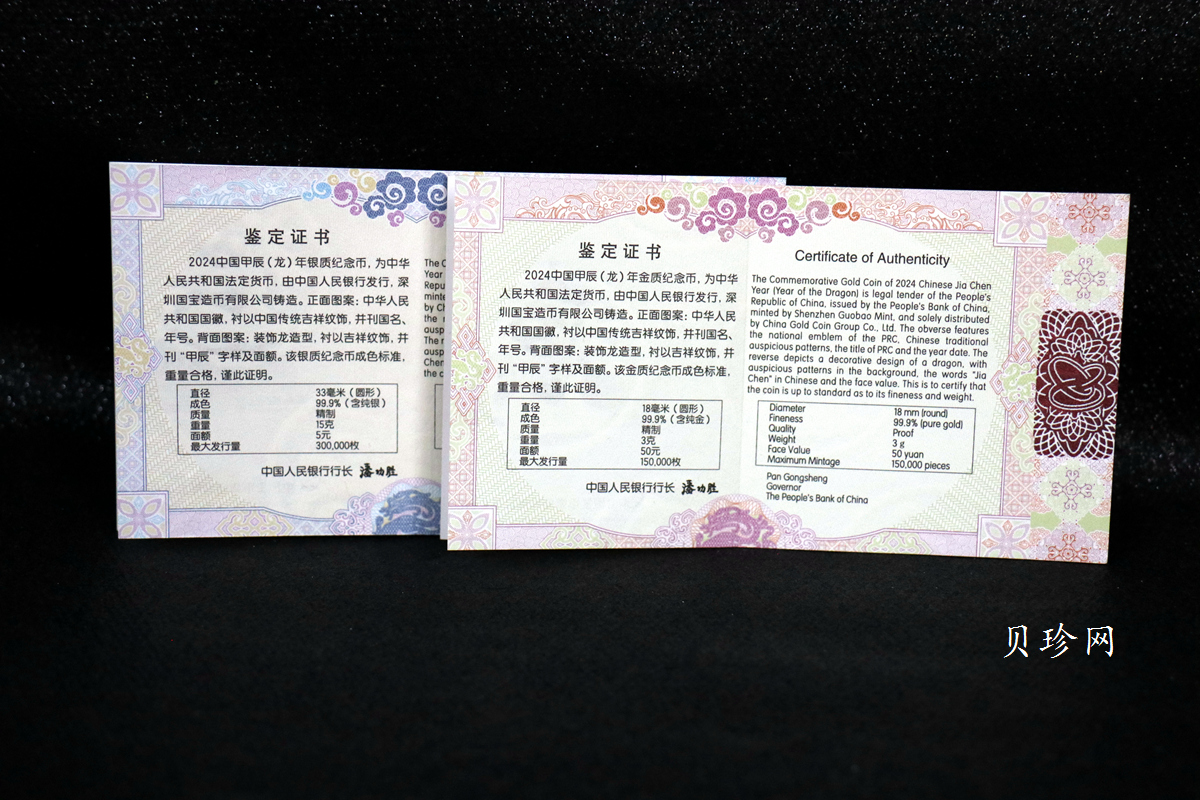 鉴定证书
2024中国甲辰（龙）年银质纪念币，为中华
人民共和国法定货币，由中国人民银行发行，深
圳国宝造币有限公司铸造。正面图案：中华人民
共和国国徽，衬以中国传统吉祥纹饰，并刊国名、
年号。背面图案：装饰龙造型，衬以吉祥纹饰，并
刊“甲辰”字样及面额。该银质纪念币成色标准，
重量合格，谨此证明。
直径 33毫米（圆形）
成色 99.9%（含纯银）
质量 精制
重量 15克
面额 5元
最大发行量 300,000枚
中国人民银行行长 潘功胜
The C
Year
Repu
minte
by Ch
the n
auspi
The r
ausp
Chen
the c
鉴定证书
2024中国甲辰（龙）年金质纪念币，为中华
人民共和国法定货币，由中国人民银行发行，深
圳国宝造币有限公司铸造。正面图案：中华人民
共和国国徽，衬以中国传统吉祥纹饰，并刊国名、
年号。背面图案：装饰龙造型，衬以吉祥纹饰，并
刊“甲辰”字样及面额。该金质纪念币成色标准，
重量合格，谨此证明。
直径 18毫米（圆形）
成色 99.9%（含纯金）
质量 精制
重量 3克
面额 50元
最大发行量 150,000枚
中国人民银行行长 潘功胜
Certificate of Authenticity
The Commemorative Gold Coin of 2024 Chinese Jia Chen
Year (Year of the Dragon) is legal tender of the People's
Republic of China, issued by the People's Bank of China,
minted by Shenzhen Guobao Mint, and solely distributed
by China Gold Coin Group Co., Ltd. The obverse features
the national emblem of the PRC, Chinese traditional
auspicious patterns, the title of PRC and the year date. The
reverse depicts a decorative design of a dragon, with
auspicious patterns in the background, the words "Jia
Chen" in Chinese and the face value. This is to certify that
the coin is up to standard as to its fineness and weight.
Diameter 18 mm (round)
Fineness 99.9% (pure gold)
Quality Proof
Weight 3 g
Face Value 50 yuan
Maximum Mintage 150,000 pieces
Pan Gongsheng
Governor
The People's Bank of China
贝珍网